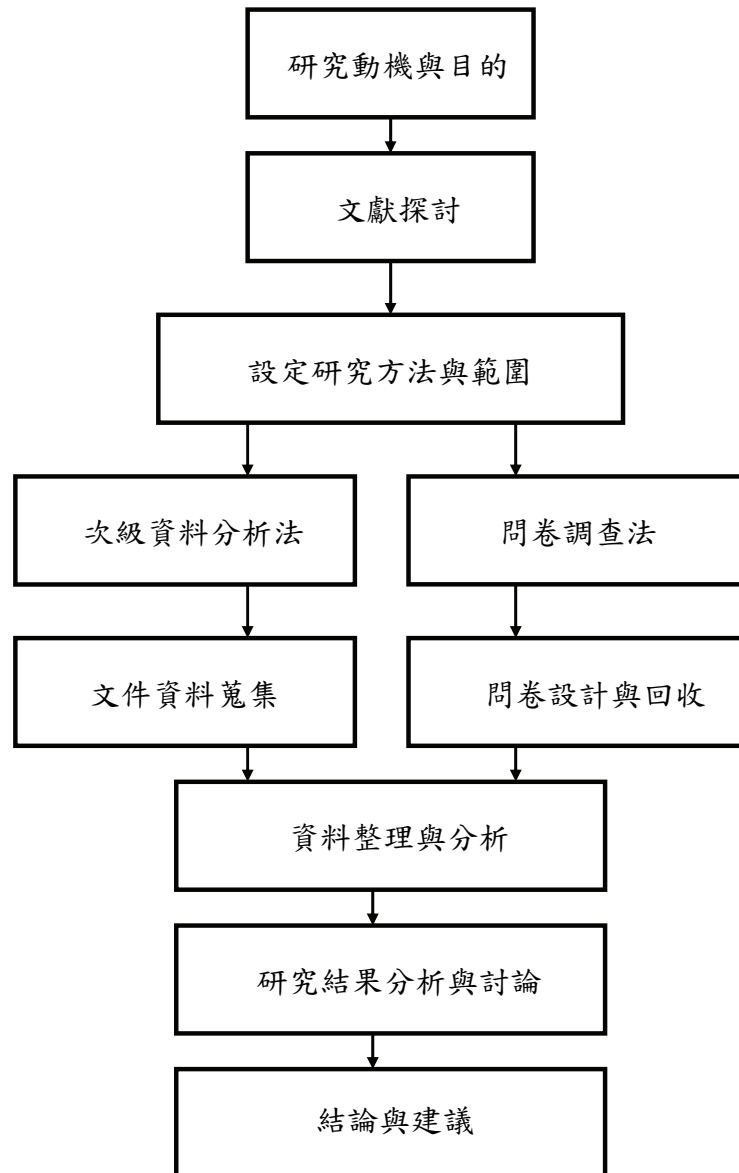 研究動機與目的
文獻探討
設定研究方法與範圍
次級資料分析法
問卷調查法
文件資料蒐集
問卷設計與回收
資料整理與分析
研究結果分析與討論
結論與建議